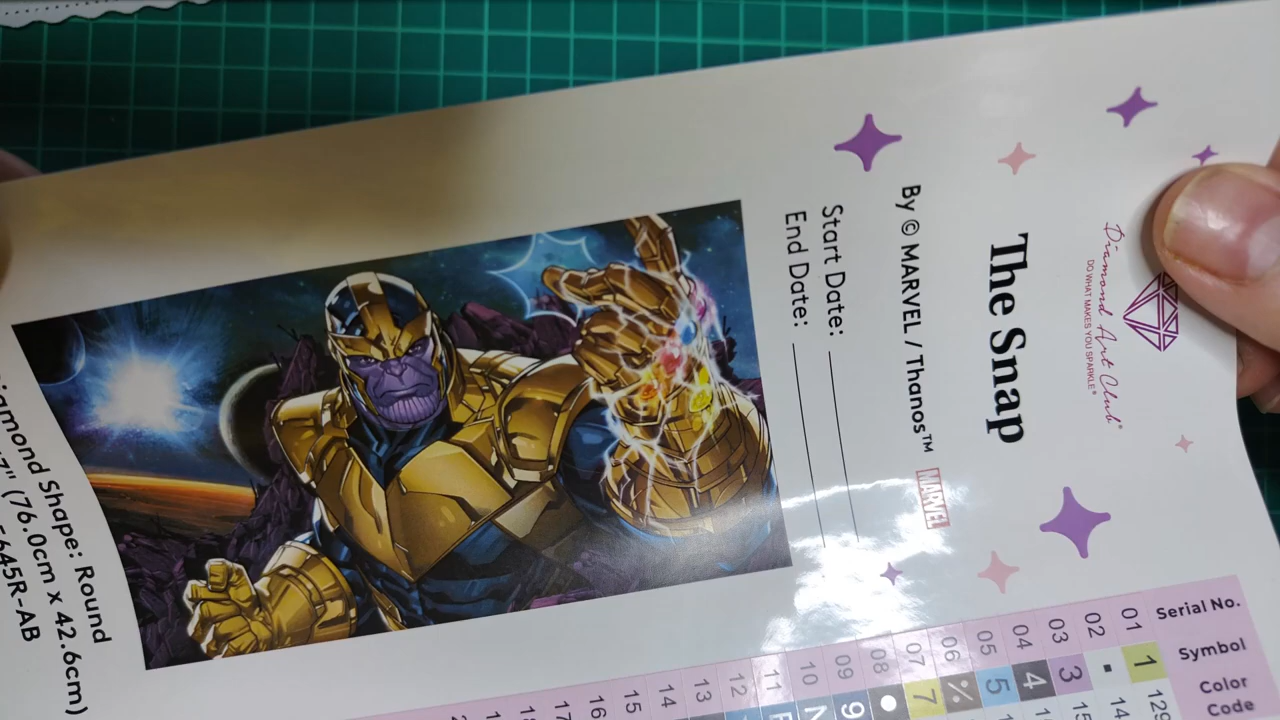 Diamond Art Club®
DO WHAT MAKES YOU SPARKLE®
The Snap
By © MARVEL / Thanos™ MARVEL
Start Date:
End Date:
Diamond Shape: Round
(76.0cm x 42.6cm)
Serial No. 01 02 03 04 05 06 07 08 09 10 11 12 13 14 15 16 17
Symbol 1 ▪ 3 4 5 % 7 ● 9 N
Color Code